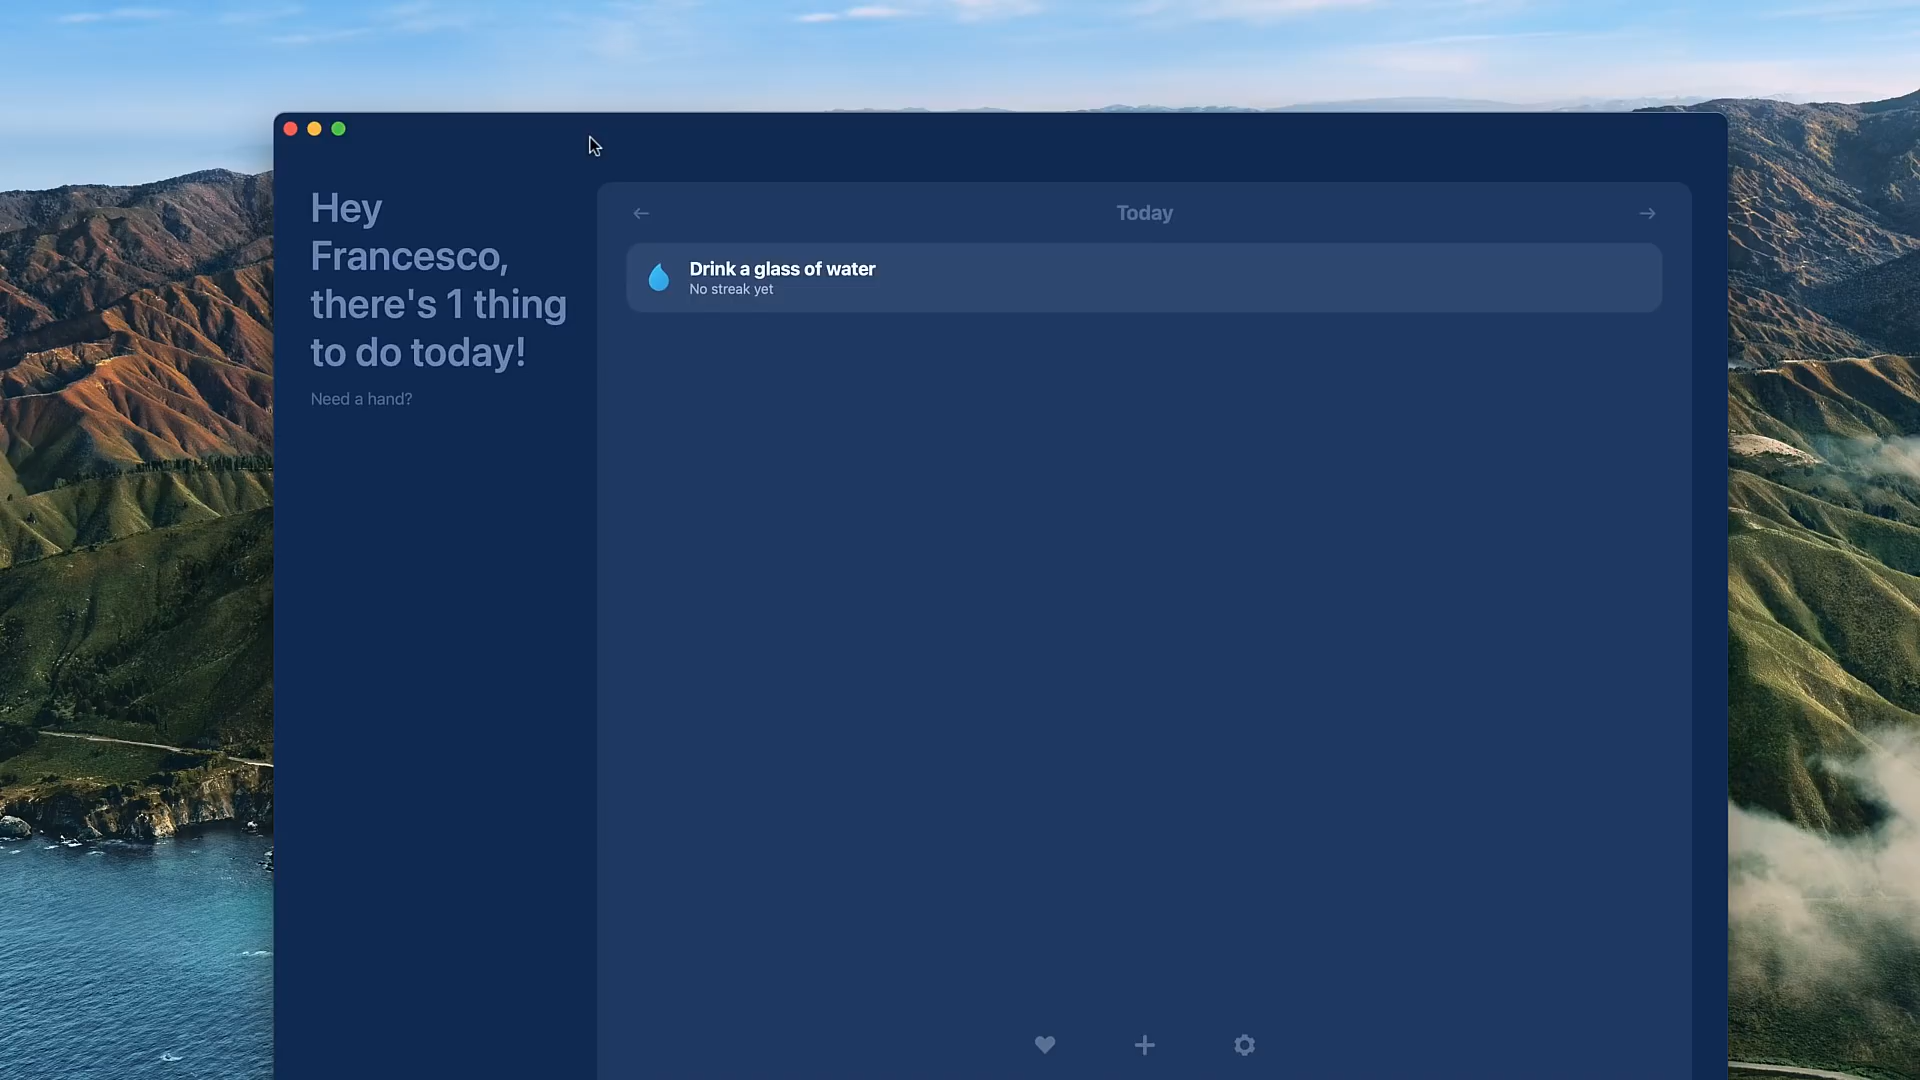 Hey
Francesco,
there's 1 thing
to do today!
Need a hand?
Today
Drink a glass of water
No streak yet